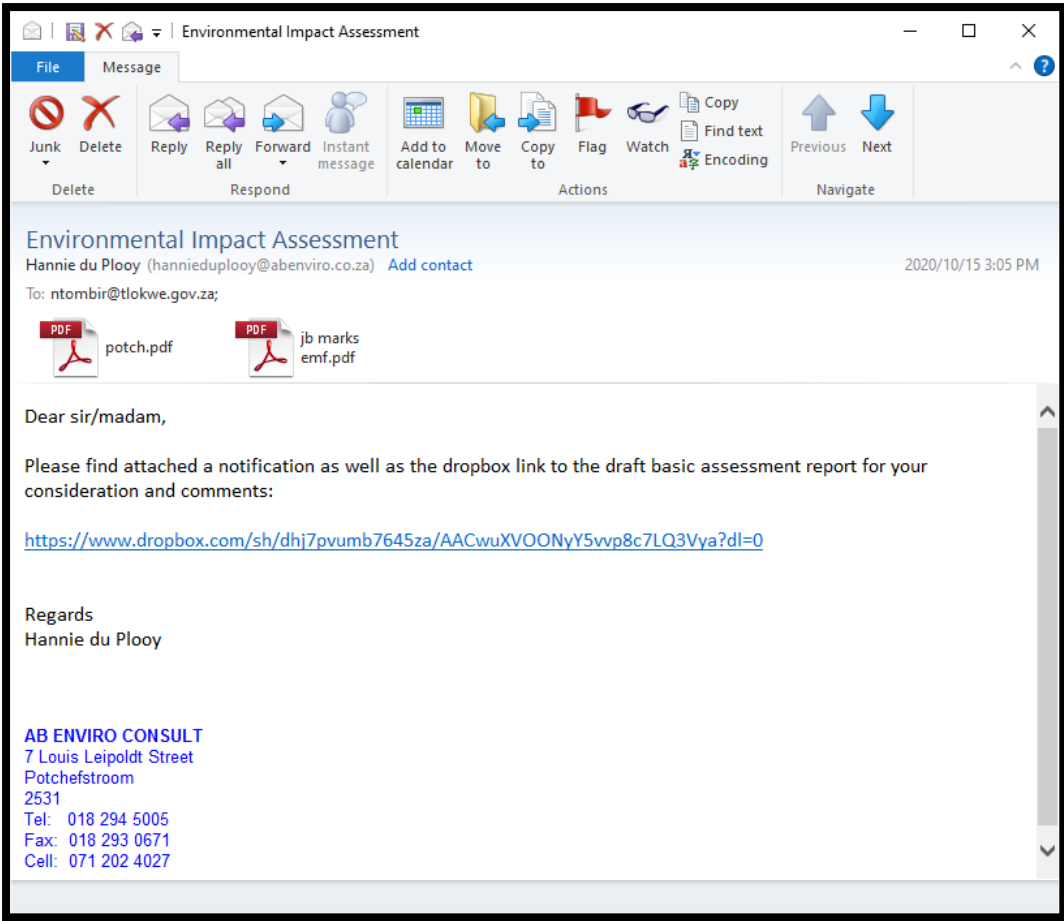 Environmental Impact Assessment
File Message
Junk Delete Reply Reply all Forward Instant message Add to calendar Move to Copy to Flag Watch Copy Find text Encoding Previous Next
Delete Respond Actions Navigate
Environmental Impact Assessment
Hannie du Plooy (hannieduplooy@abenviro.co.za) Add contact 2020/10/15 3:05 PM
To: ntombir@tlokwe.gov.za;
PDF potch.pdf PDF jb marks
emf.pdf
Dear sir/madam,
Please find attached a notification as well as the dropbox link to the draft basic assessment report for your
consideration and comments:
https://www.dropbox.com/sh/dhj7pvumb7645za/AACwuXVOONyY5vvp8c7LQ3Vya?dl=0
Regards
Hannie du Plooy
AB ENVIRO CONSULT
7 Louis Leipoldt Street
Potchefstroom
2531
Tel: 018 294 5005
Fax: 018 293 0671
Cell: 071 202 4027